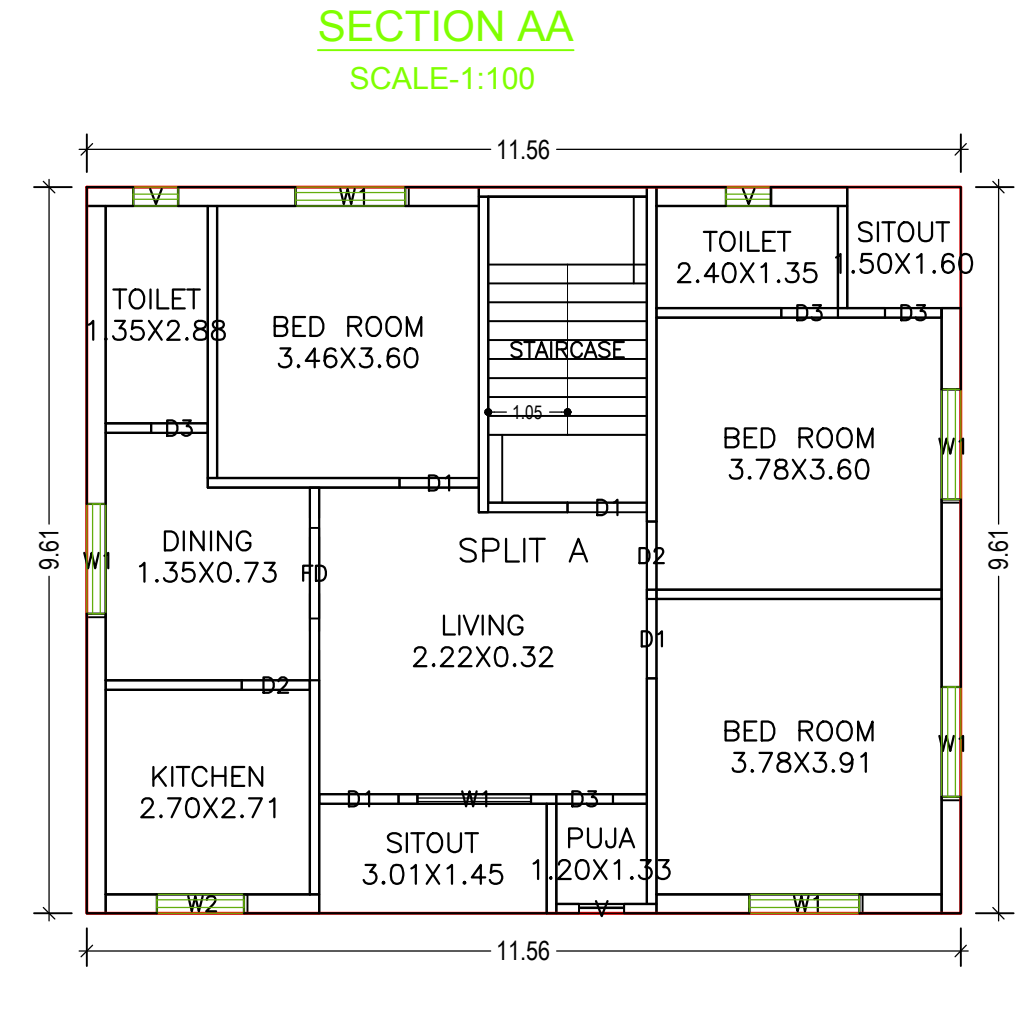 SECTION AA
SCALE-1:100
11.56
V
W1
V
TOILET
2.40X1.35
SITOUT
1.50X1.60
TOILET
1.35X2.88
BED ROOM
3.46X3.60
D3
D3
STAIRCASE
1.05
D3
BED ROOM
3.78X3.60
W1
D1
D1
9.61
W1
DINING
1.35X0.73
FD
SPLIT A
D2
9.61
LIVING
2.22X0.32
D1
D2
BED ROOM
3.78X3.91
W1
KITCHEN
2.70X2.71
D1
W1
D3
SITOUT
3.01X1.45
PUJA
1.20X1.33
W2
V
W1
11.56